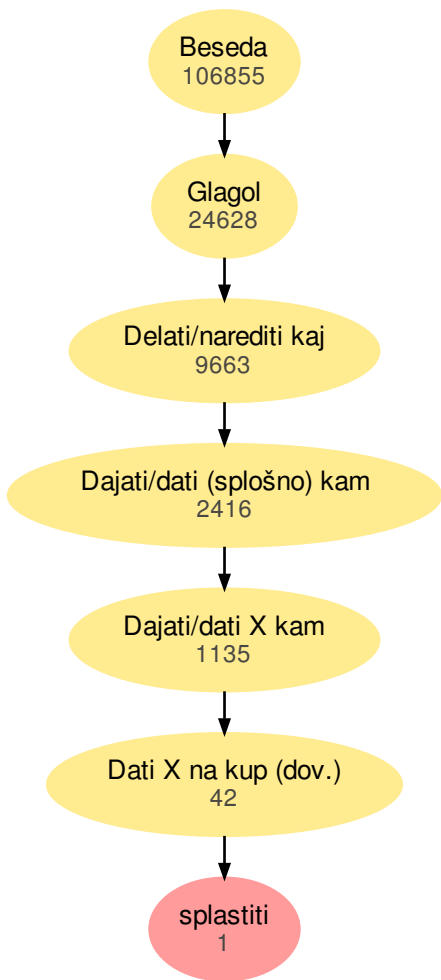 Beseda
106855
Glagol
24628
Delati/narediti kaj
9663
Dajati/dati (splošno) kam
2416
Dajati/dati X kam
1135
Dati X na kup (dov.)
42
splastiti
1